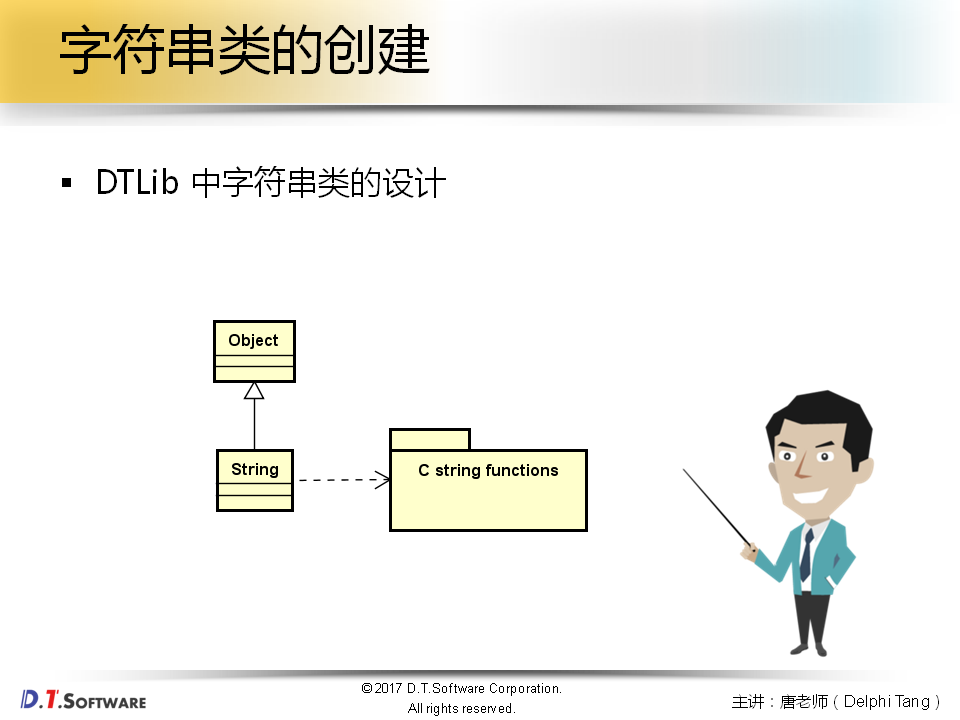 字符串类的创建
▪ DTLib 中字符串类的设计
Object
String
C string functions
D.T.SOFTWARE
©2017 D.T.Software Corporation.
All rights reserved.
主讲：唐老师（Delphi Tang）